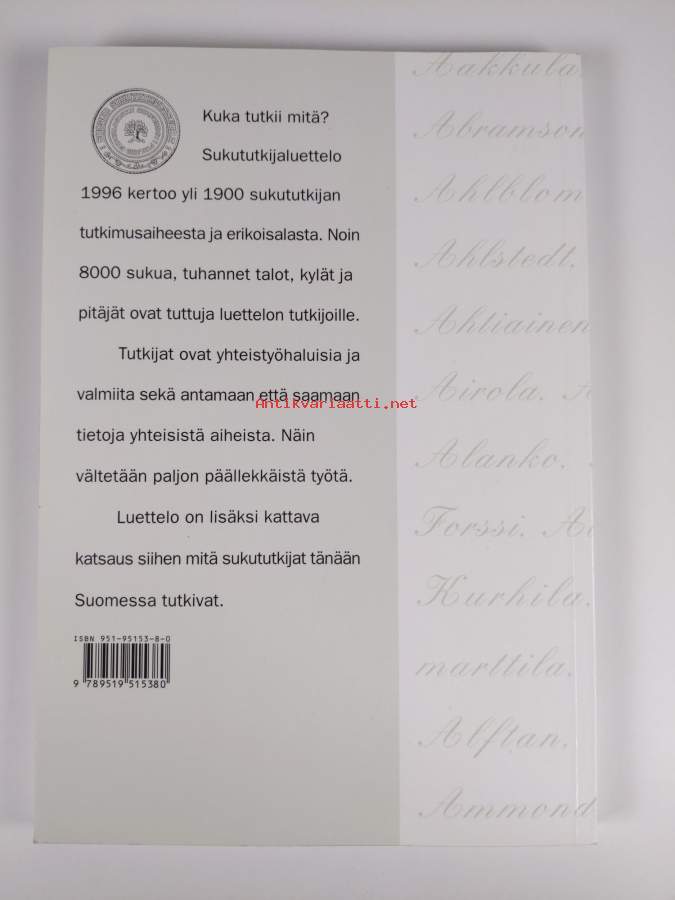 Kuka tutkii mitä?
Sukututkijaluettelo
1996 kertoo yli 1900 sukututkijan
tutkimusaiheesta ja erikoisalasta. Noin
8000 sukua, tuhannet talot, kylät ja
pitäjät ovat tuttuja luettelon tutkijoille.
Tutkijat ovat yhteistyöhaluisia ja
valmiita sekä antamaan että saamaan
tietoja yhteisistä aiheista. Näin
vältetään paljon päällekkäistä työtä.
Luettelo on lisäksi kattava
katsaus siihen mitä sukututkijat tänään
Suomessa tutkivat.
ISBN 951-95153-8-0
9 789519 515380
Antikvariaatti.net
Aakkula.
Abramson
Ahlblom
Ahlstedt.
Ahtiainen
Airola. A
Alanko.
Forssi. A
Kurhila.
marttila.
Alftan.
Ammond